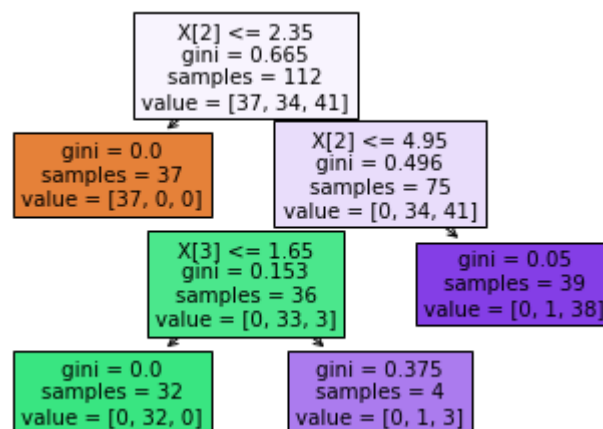 X[2] <= 2.35
gini = 0.665
samples = 112
value = [37, 34, 41]
gini = 0.0
samples = 37
value = [37, 0, 0]
X[2] <= 4.95
gini = 0.496
samples = 75
value = [0, 34, 41]
X[3] <= 1.65
gini = 0.153
samples = 36
value = [0, 33, 3]
gini = 0.05
samples = 39
value = [0, 1, 38]
gini = 0.0
samples = 32
value = [0, 32, 0]
gini = 0.375
samples = 4
value = [0, 1, 3]